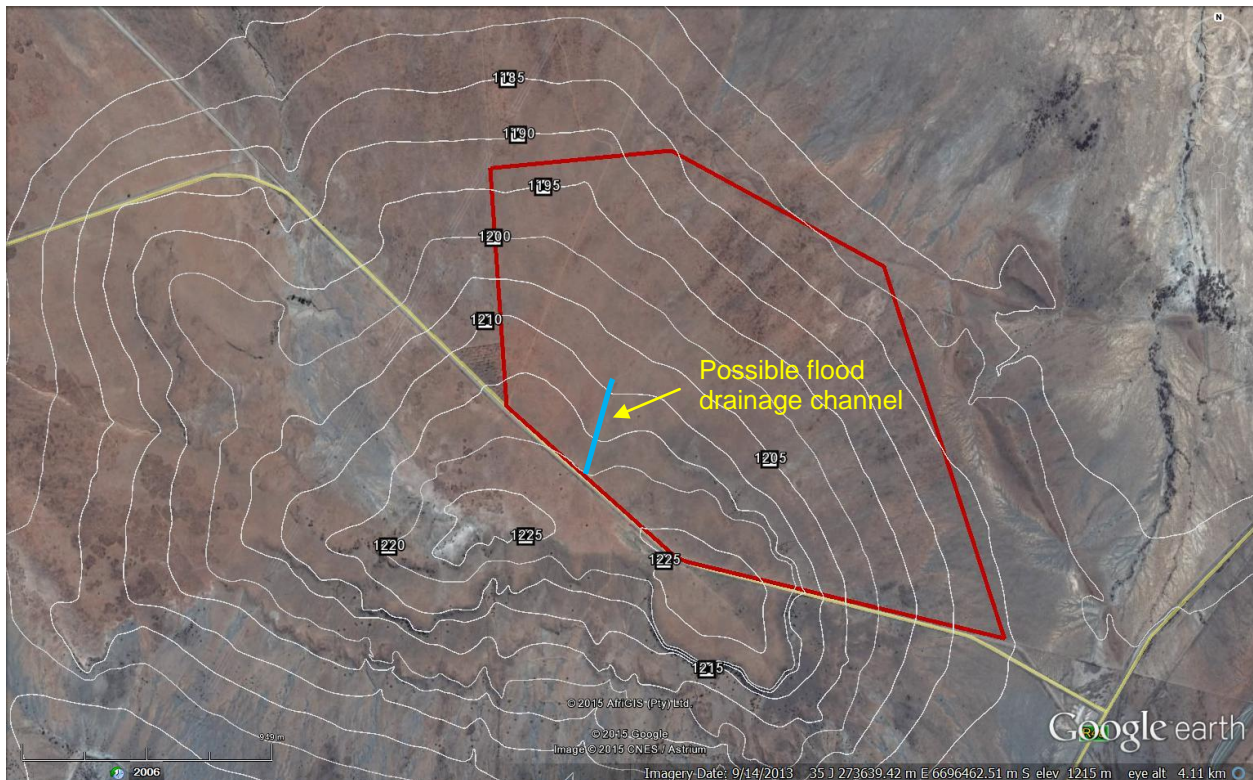 N
1185
1190
1195
1200
1210
Possible flood
drainage channel
1205
1225
1220
1225
1215
© 2015 AfriGIS (Pty) Ltd.
© 2015 Google
Image © 2015 CNES / Astrium
Google earth
949 m
2006
Imagery Date: 9/14/2013 35 J 273639.42 m E 6696462.51 m S elev 1215 m eye alt 4.11 km